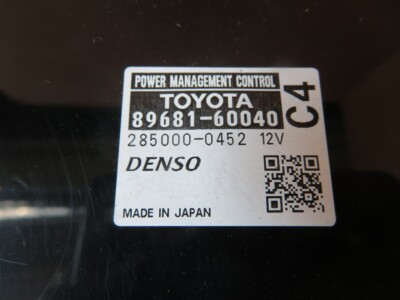 POWER MANAGEMENT CONTROL
TOYOTA
89681-60040
C4
285000-0452 12V
DENSO
MADE IN JAPAN